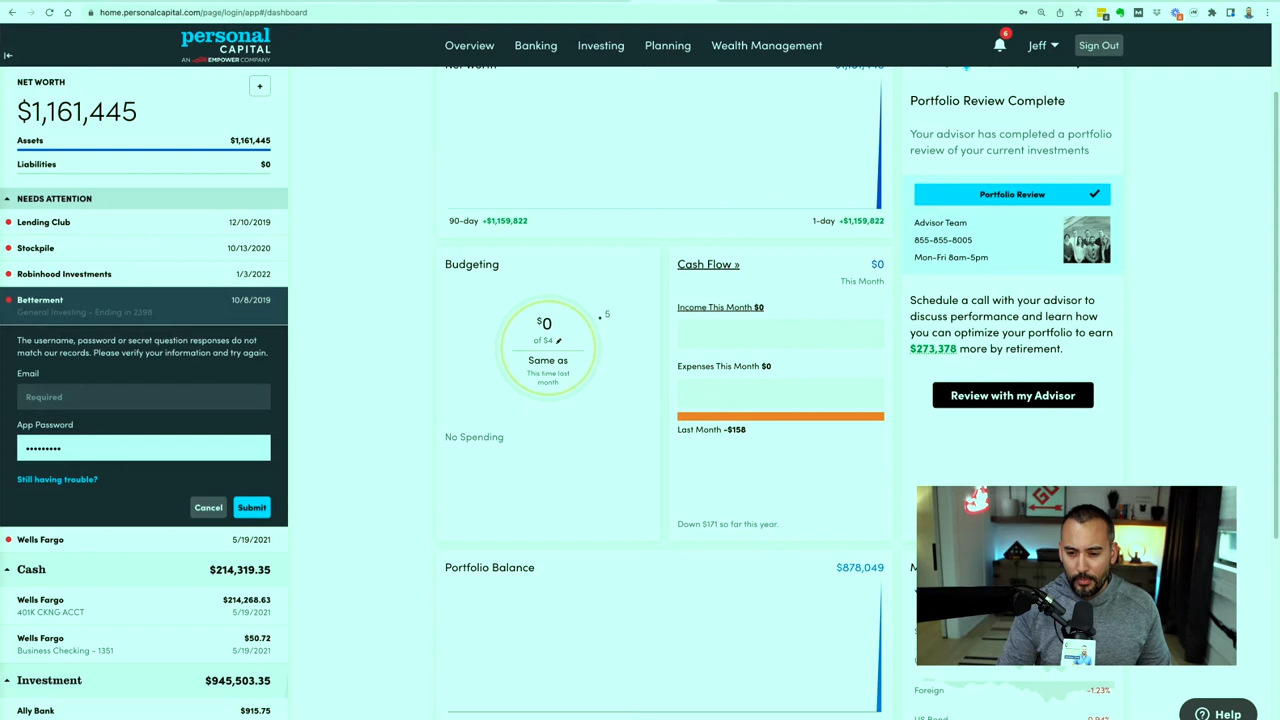 home.personalcapital.com/page/login/app#/dashboard
personal
CAPITAL
AN EMPOWER COMPANY
Overview
Banking
Investing
Planning
Wealth Management
6
Jeff
Sign Out
NET WORTH
+
$1,161,445
Assets $1,161,445
Liabilities $0
NEEDS ATTENTION
Lending Club 12/10/2019
Stockpile 10/13/2020
Robinhood Investments 1/3/2022
Betterment 10/8/2019
General Investing - Ending in 2398
The username, password or secret question responses do not
match our records. Please verify your information and try again.
Email
Required
App Password
•••••••••
Still having trouble?
Cancel
Submit
Wells Fargo 5/19/2021
Cash $214,319.35
Wells Fargo $214,268.63
401K CKNG ACCT 5/19/2021
Wells Fargo $50.72
Business Checking - 1351 5/19/2021
Investment $945,503.35
Ally Bank $915.75
90-day +$1,159,822
1-day +$1,159,822
Budgeting
$0
of $4
Same as
This time last
month
5
No Spending
Cash Flow »
$0
This Month
Income This Month $0
Expenses This Month $0
Last Month -$158
Down $171 so far this year.
Portfolio Balance $878,049
Portfolio Review Complete
Your advisor has completed a portfolio
review of your current investments
Portfolio Review
Advisor Team
855-855-8005
Mon-Fri 8am-5pm
Schedule a call with your advisor to
discuss performance and learn how
you can optimize your portfolio to earn
$273,378 more by retirement.
Review with my Advisor
Foreign -1.23%
Help